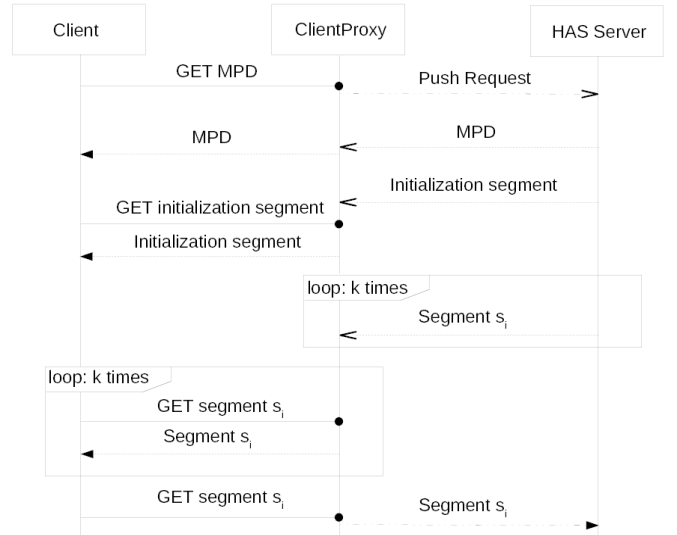 Client
ClientProxy
HAS Server
GET MPD
Push Request
MPD
MPD
Initialization segment
GET initialization segment
Initialization segment
loop: k times
Segment si
loop: k times
GET segment si
Segment si
GET segment si
Segment si